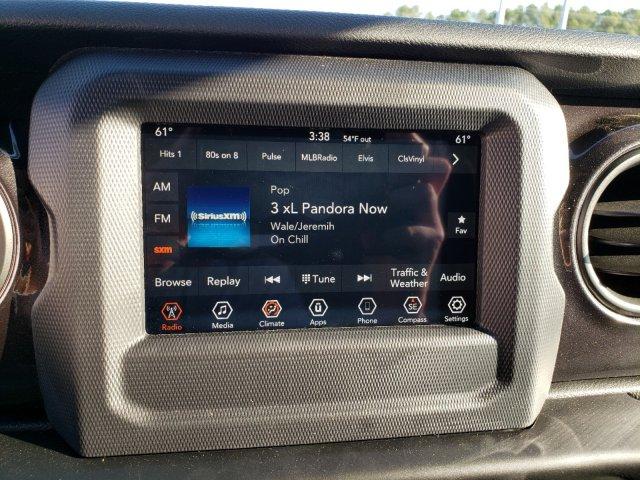 61° 3:38 54°F out 61°
Hits 1 80s on 8 Pulse MLBRadio Elvis ClsVinyl
AM
FM
sxm
((SiriusXM))
Pop
3 xL Pandora Now
Wale/Jeremih
On Chill
Fav
Browse Replay Tune Traffic & Weather Audio
Radio Media Climate Apps Phone SE Compass Settings